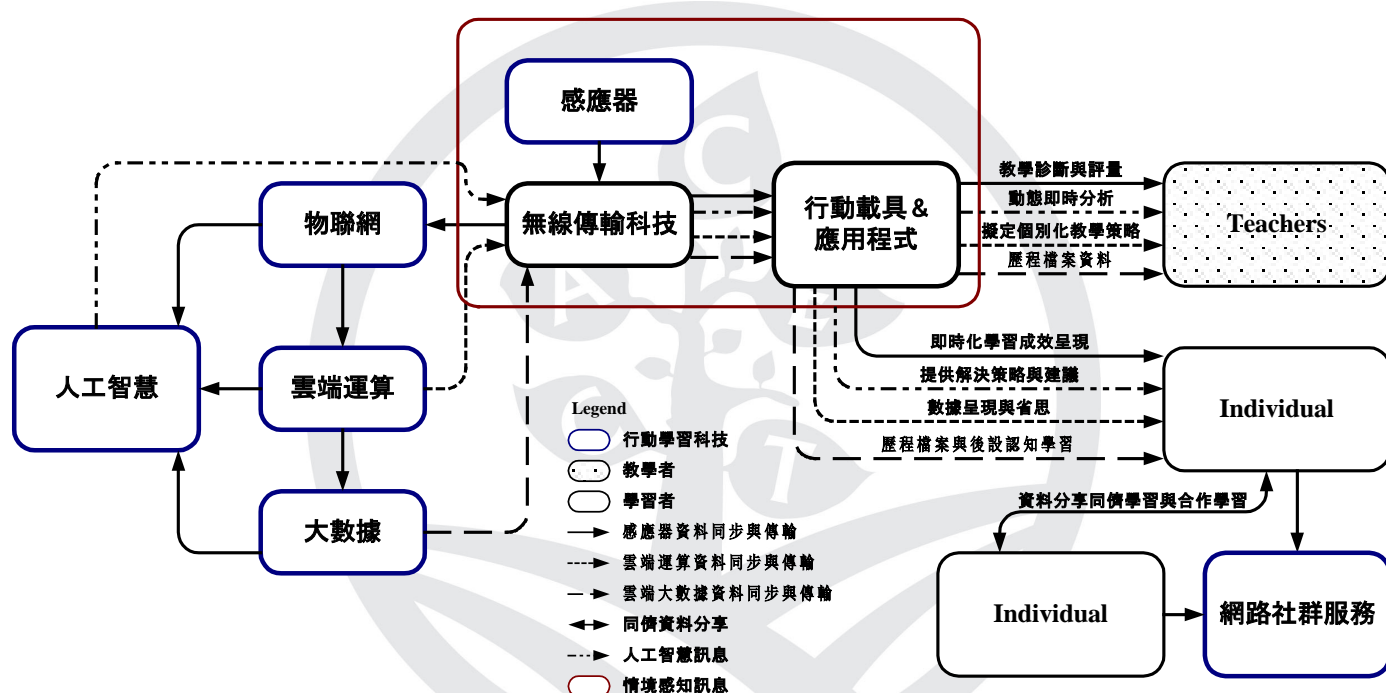 感應器
無線傳輸科技
行動載具＆
應用程式
教學診斷與評量
動態即時分析
擬定個別化教學策略
歷程檔案資料
Teachers
物聯網
雲端運算
大數據
人工智慧
即時化學習成效呈現
提供解決策略與建議
數據呈現與省思
歷程檔案與後設認知學習
Individual
資料分享同儕學習與合作學習
Individual
網路社群服務
Legend
行動學習科技
教學者
學習者
感應器資料同步與傳輸
雲端運算資料同步與傳輸
雲端大數據資料同步與傳輸
同儕資料分享
人工智慧訊息
情境感知訊息
C
A
L
C
T